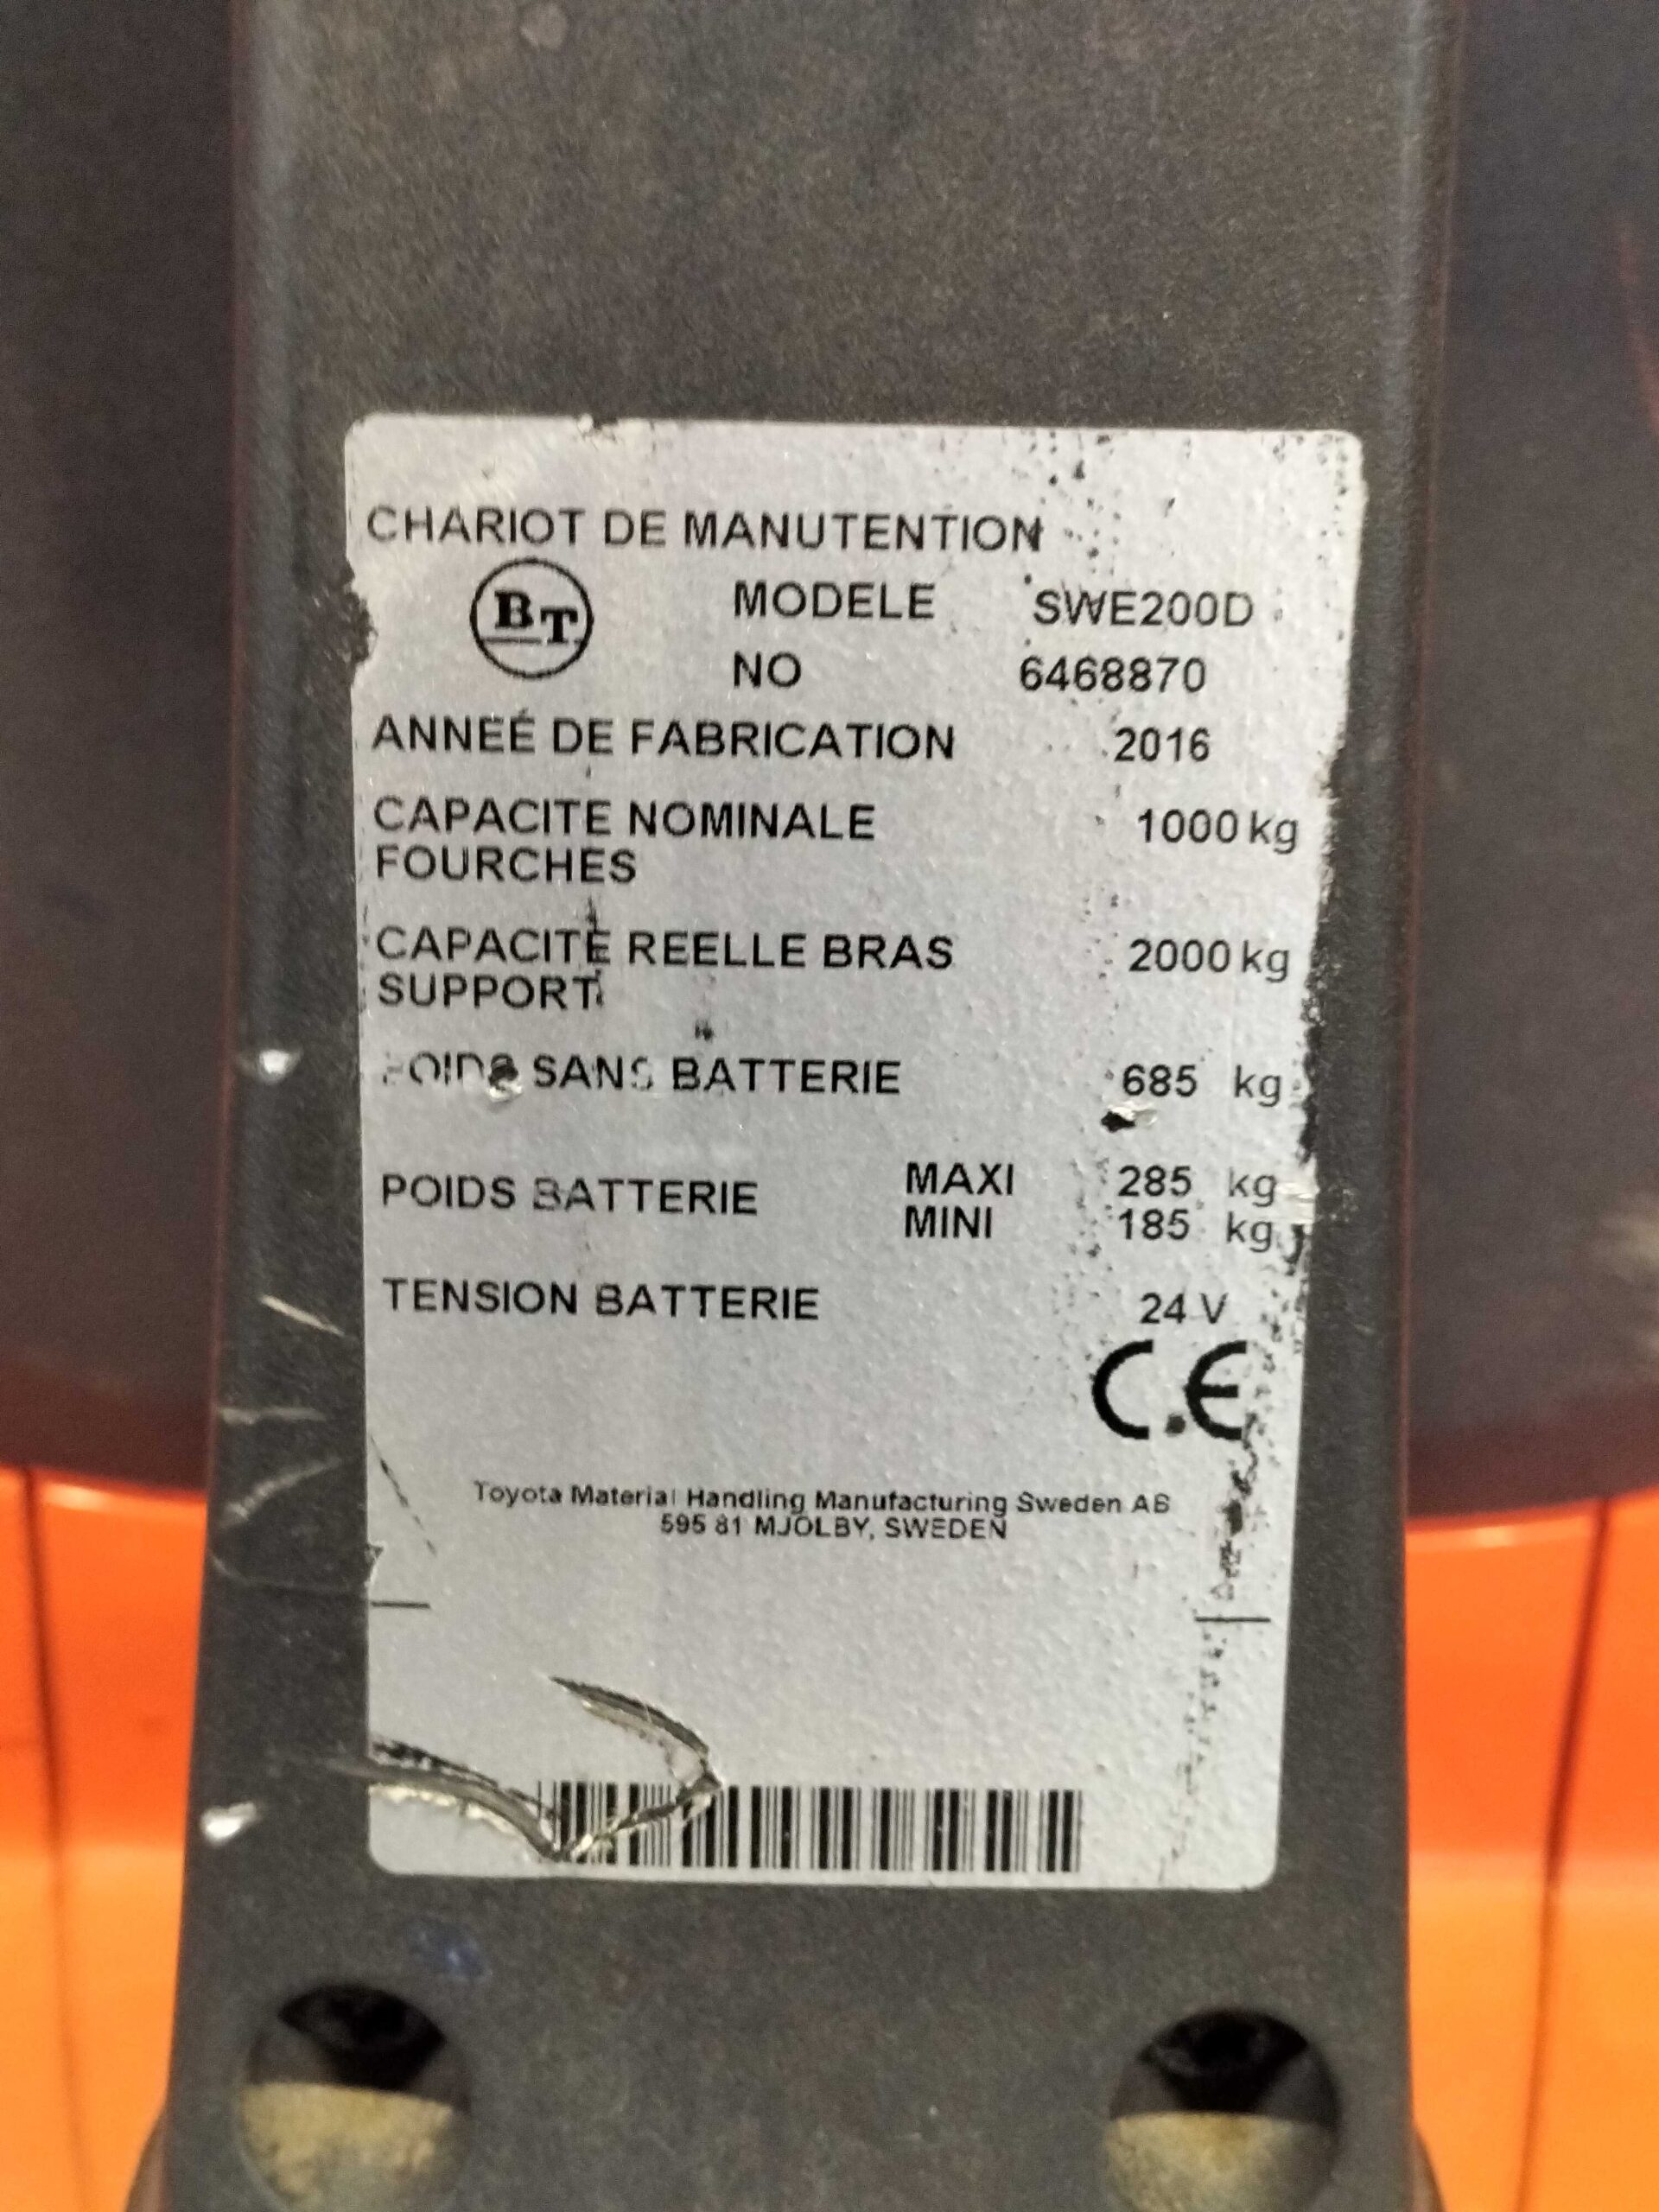 CHARIOT DE MANUTENTION
BT
MODELE SWE200D
NO 6468870
ANNEÉ DE FABRICATION 2016
CAPACITE NOMINALE 1000 kg
FOURCHES
CAPACITE REELLE BRAS 2000 kg
SUPPORT
POIDS SANS BATTERIE 685 kg
POIDS BATTERIE MAXI 285 kg
MINI 185 kg
TENSION BATTERIE 24 V
CE
Toyota Material Handling Manufacturing Sweden AB
595 81 MJÖLBY, SWEDEN